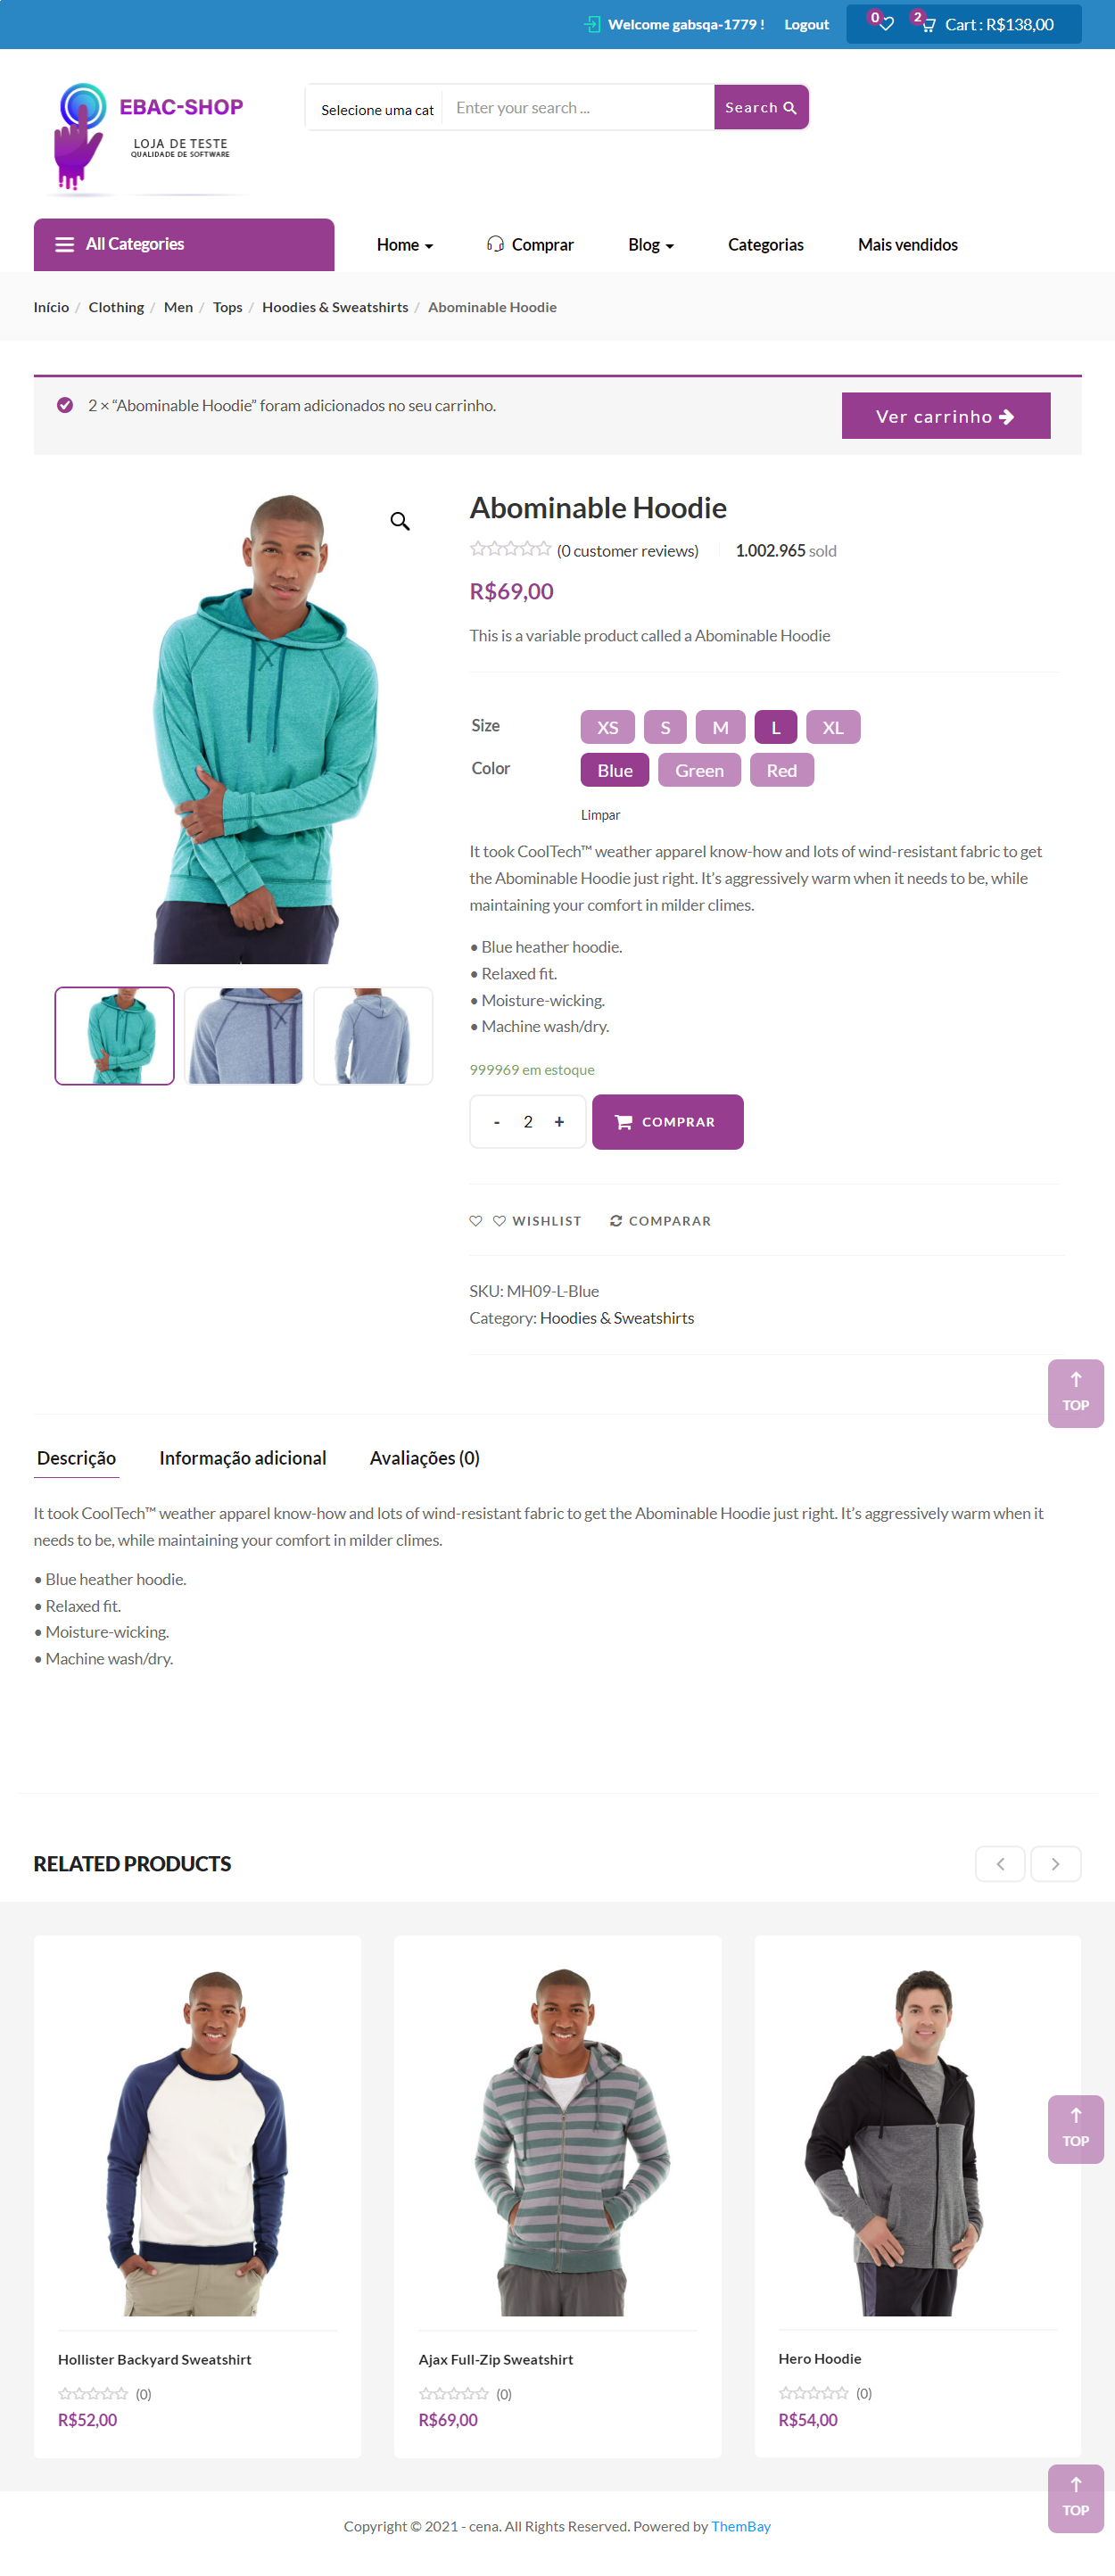 Welcome gabsqa-1779 !
Logout
0
2
Cart : R$138,00
EBAC-SHOP
LOJA DE TESTE
QUALIDADE DE SOFTWARE
Selecione uma cat
Enter your search ...
Search
All Categories
Home
Comprar
Blog
Categorias
Mais vendidos
Início / Clothing / Men / Tops / Hoodies & Sweatshirts / Abominable Hoodie
2 × “Abominable Hoodie” foram adicionados no seu carrinho.
Ver carrinho
Abominable Hoodie
(0 customer reviews)
1.002.965 sold
R$69,00
This is a variable product called a Abominable Hoodie
Size
XS
S
M
L
XL
Color
Blue
Green
Red
Limpar
It took CoolTech™ weather apparel know-how and lots of wind-resistant fabric to get
the Abominable Hoodie just right. It’s aggressively warm when it needs to be, while
maintaining your comfort in milder climes.
• Blue heather hoodie.
• Relaxed fit.
• Moisture-wicking.
• Machine wash/dry.
999969 em estoque
- 2 +
COMPRAR
WISHLIST
COMPARAR
SKU: MH09-L-Blue
Category: Hoodies & Sweatshirts
TOP
Descrição
Informação adicional
Avaliações (0)
It took CoolTech™ weather apparel know-how and lots of wind-resistant fabric to get the Abominable Hoodie just right. It’s aggressively warm when it
needs to be, while maintaining your comfort in milder climes.
• Blue heather hoodie.
• Relaxed fit.
• Moisture-wicking.
• Machine wash/dry.
RELATED PRODUCTS
TOP
Hollister Backyard Sweatshirt
(0)
R$52,00
Ajax Full-Zip Sweatshirt
(0)
R$69,00
Hero Hoodie
(0)
R$54,00
TOP
Copyright © 2021 - cena. All Rights Reserved. Powered by ThemBay